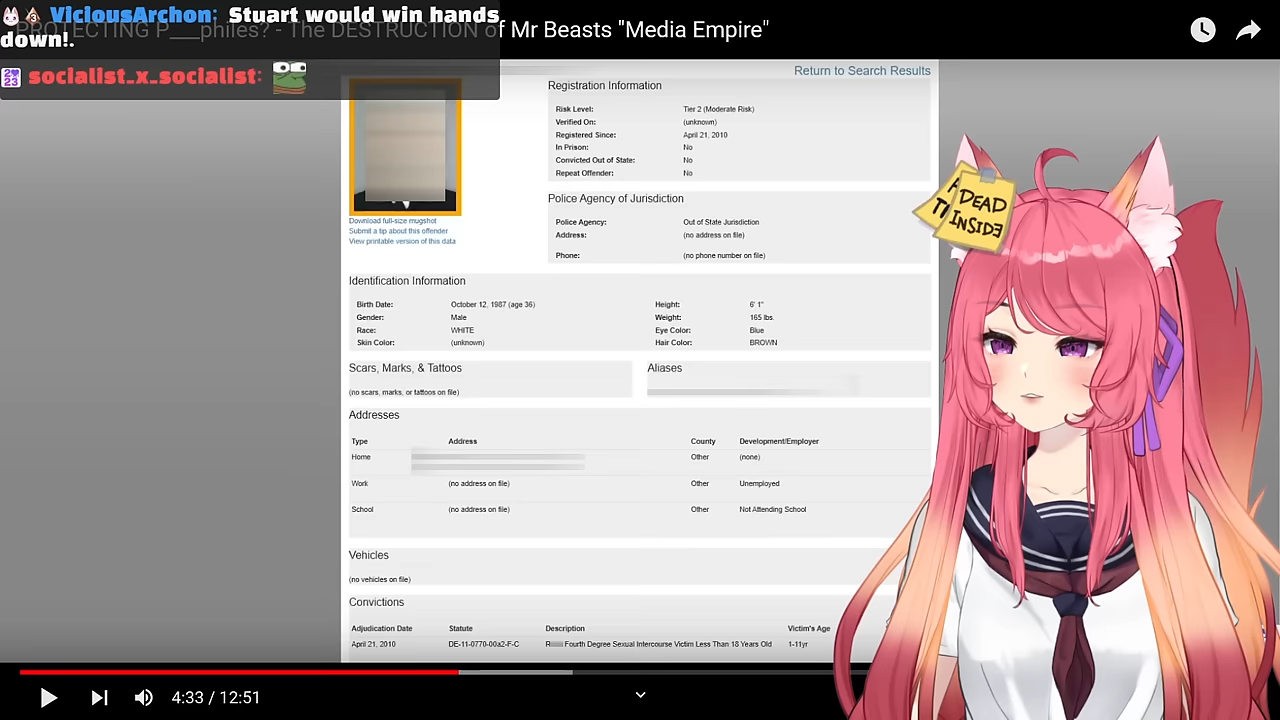 ViciousArchon: Stuart would win hands
down!.
PROTECTING P___philes? - The DESTRUCTION of Mr Beasts "Media Empire"
socialist_x_socialist:
Return to Search Results
Registration Information
Risk Level: Tier 2 (Moderate Risk)
Verified On: (unknown)
Registered Since: April 21, 2010
In Prison: No
Convicted Out of State: No
Repeat Offender: No
Police Agency of Jurisdiction
Police Agency: Out of State Jurisdiction
Address: (no address on file)
Phone: (no phone number on file)
Download full-size mugshot
Submit a tip about this offender
View printable version of this data
Identification Information
Birth Date: October 12, 1987 (age 36) Height: 6' 1"
Gender: Male Weight: 165 lbs.
Race: WHITE Eye Color: Blue
Skin Color: (unknown) Hair Color: BROWN
Scars, Marks, & Tattoos Aliases
(no scars, marks, or tattoos on file)
Addresses
Type Address County Development/Employer
Home Other (none)
Work (no address on file) Other Unemployed
School (no address on file) Other Not Attending School
Vehicles
(no vehicles on file)
Convictions
Adjudication Date Statute Description Victim's Age
April 21, 2010 DE-11-0770-00a2-F-C R Fourth Degree Sexual Intercourse Victim Less Than 18 Years Old 1-11yr
DEAD
INSIDE
4:33 / 12:51